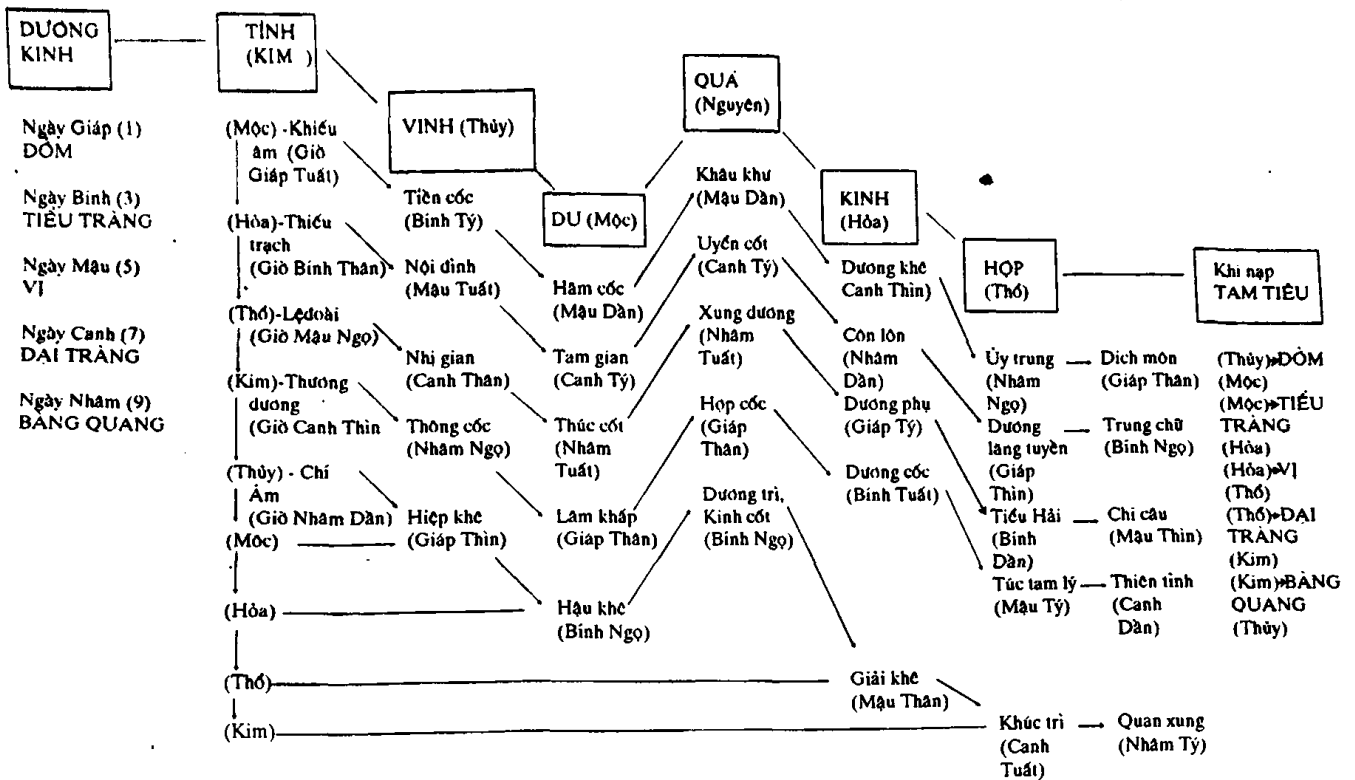 DƯƠNG
KINH
TỈNH
(KIM )
VINH (Thủy)
DU (Mộc)
QUÁ
(Nguyên)
KINH
(Hỏa)
HỢP
(Thổ)
Khí nạp
TAM TIÊU
Ngày Giáp (1)
ĐỞM
Ngày Bính (3)
TIỂU TRÀNG
Ngày Mậu (5)
VỊ
Ngày Canh (7)
DẠI TRÀNG
Ngày Nhâm (9)
BÀNG QUANG
(Mộc) -Khiếu
âm (Giờ
Giáp Tuất)
(Hỏa)-Thiếu
trạch
(Giờ Bính Thân)
(Thổ)-Lệdoài
(Giờ Mậu Ngọ)
(Kim)-Thương
dương
(Giờ Canh Thìn
(Thủy) - Chí
Âm
(Giờ Nhâm Dần)
(Môc)
(Hỏa)
(Thổ)
(Kim)
Tiền cốc
(Bính Tý)
Nội đình
(Mậu Tuất)
Nhị gian
(Canh Thân)
Thông cốc
(Nhâm Ngọ)
Hiệp khê
(Giáp Thìn)
Hãm cốc
(Mậu Dần)
Tam gian
(Canh Tý)
Thúc cốt
(Nhâm
Tuất)
Lâm khấp
(Giáp Thân)
Hậu khê
(Bính Ngọ)
Khâu khư
(Mậu Dần)
Uyển cốt
(Canh Tý)
Xung dương
(Nhâm
Tuất)
Hợp cốc
(Giáp
Thân)
Dương trì,
Kinh cốt
(Bính Ngọ)
Dương khê
Canh Thìn)
Côn lôn
(Nhâm
Dần)
Dương phụ
(Giáp Tý)
Dương cốc
(Bính Tuất)
Giải khê
(Mậu Thân)
Ủy trung
(Nhâm
Ngọ)
Dương
lăng tuyền
(Giáp
Thìn)
Tiểu Hải
(Bính
Dần)
Túc tam lý
(Mậu Tý)
Khúc trì
(Canh
Tuất)
Dịch môn
(Giáp Thân)
Trung chữ
(Bính Ngọ)
Chi câu
(Mậu Thìn)
Thiên tỉnh
(Canh
Dần)
Quan xung
(Nhâm Tý)
(Thủy)→ĐỞM
(Mộc)
(Mộc)→TIỂU
TRÀNG
(Hỏa)
(Hỏa)→VỊ
(Thổ)
(Thổ)→DẠI
TRÀNG
(Kim)
(Kim)→BÀNG
QUANG
(Thủy)